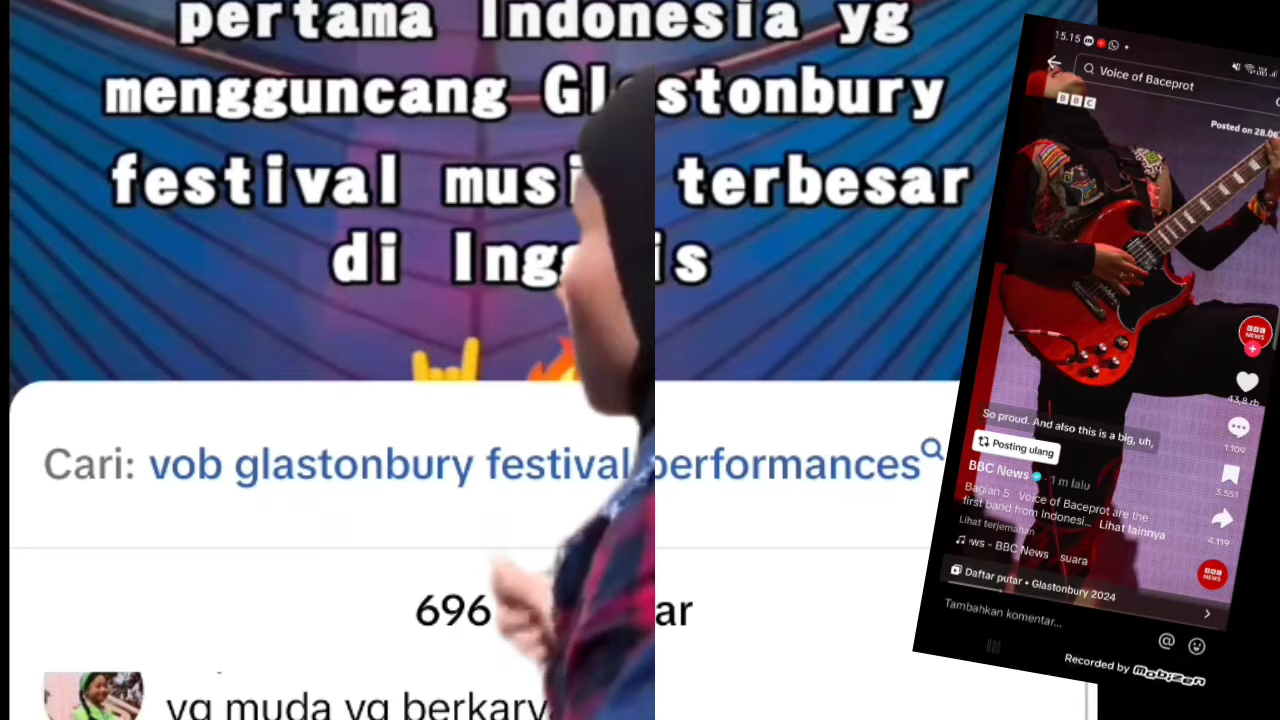 pertama Indonesia yg
mengguncang Gl stonbury
festival musi terbesar
di Ing is
Cari: vob glastonbury festival performances
696 ar
yg muda yg berkary
15.15
Voice of Baceprot
BBC
Posted on 28.06
NEWS
43,8 rb
So proud. And also this is a big, uh,
1.109
Posting ulang
BBC News · 1 m lalu
3.551
Bagian 5 Voice of Baceprot are the
first band from Indonesi... Lihat lainnya
Lihat terjemahan
4.119
ws - BBC News suara
BBC
NEWS
Daftar putar • Glastonbury 2024
Tambahkan komentar...
@
Recorded by mobizen